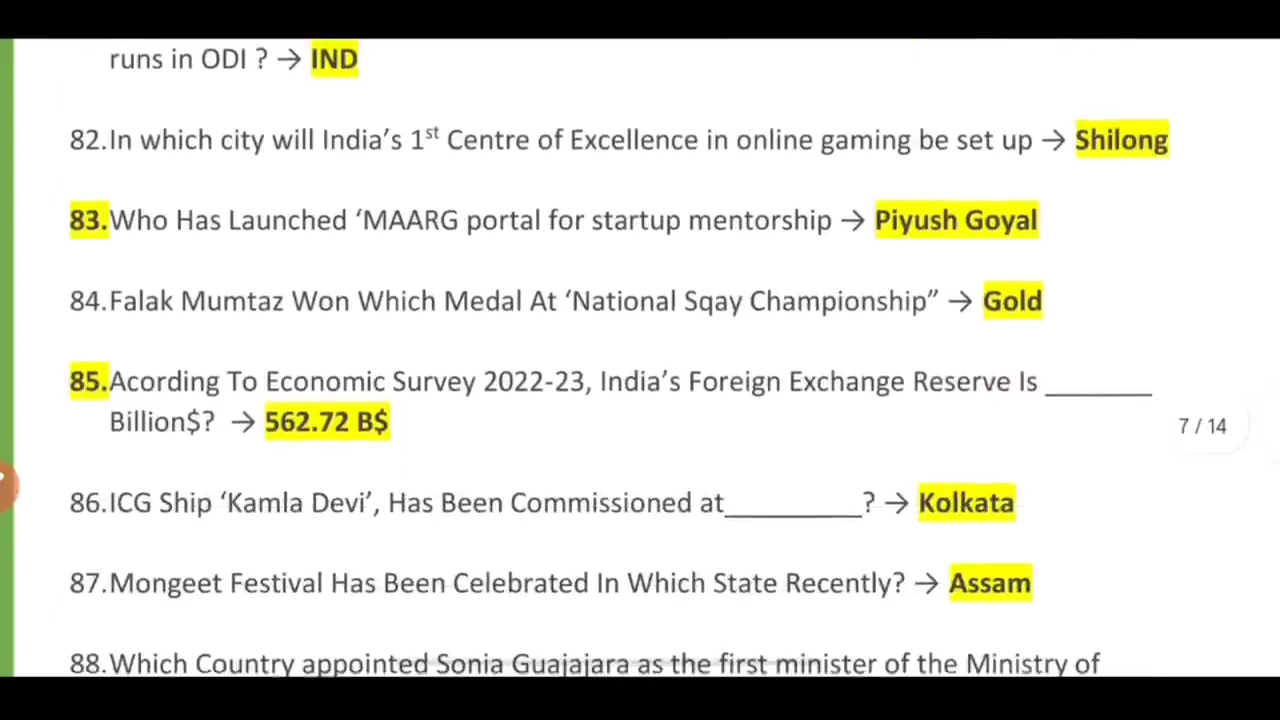 runs in ODI ? → IND
82.In which city will India’s 1st Centre of Excellence in online gaming be set up → Shilong
83.Who Has Launched ‘MAARG portal for startup mentorship → Piyush Goyal
84.Falak Mumtaz Won Which Medal At ‘National Sqay Championship” → Gold
85.Acording To Economic Survey 2022-23, India’s Foreign Exchange Reserve Is ________
Billion$? → 562.72 B$
7 / 14
86.ICG Ship ‘Kamla Devi’, Has Been Commissioned at__________? → Kolkata
87.Mongeet Festival Has Been Celebrated In Which State Recently? → Assam
88.Which Country appointed Sonia Guajajara as the first minister of the Ministry of